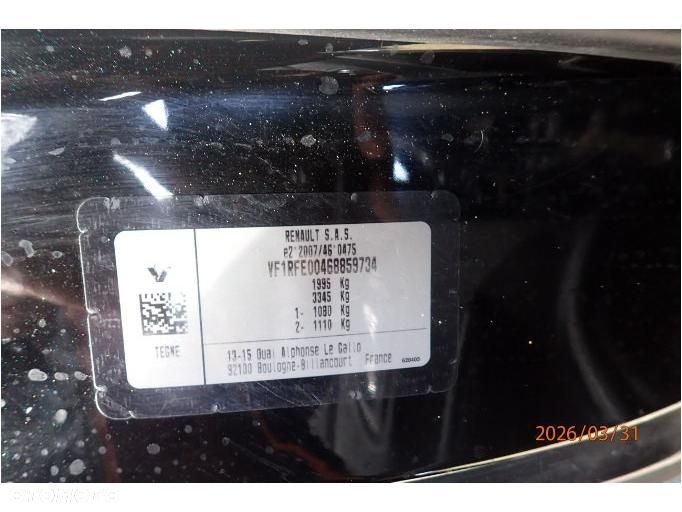 RENAULT S.A.S.
e2*2007/46*0475
VF1RFE00468859734
1995 Kg
3345 Kg
1- 1080 Kg
2- 1110 Kg
TEGNE
13-15 Quai Alphonse Le Gallo
92100 Boulogne-Billancourt France
2026/03/31
OTOMOTO